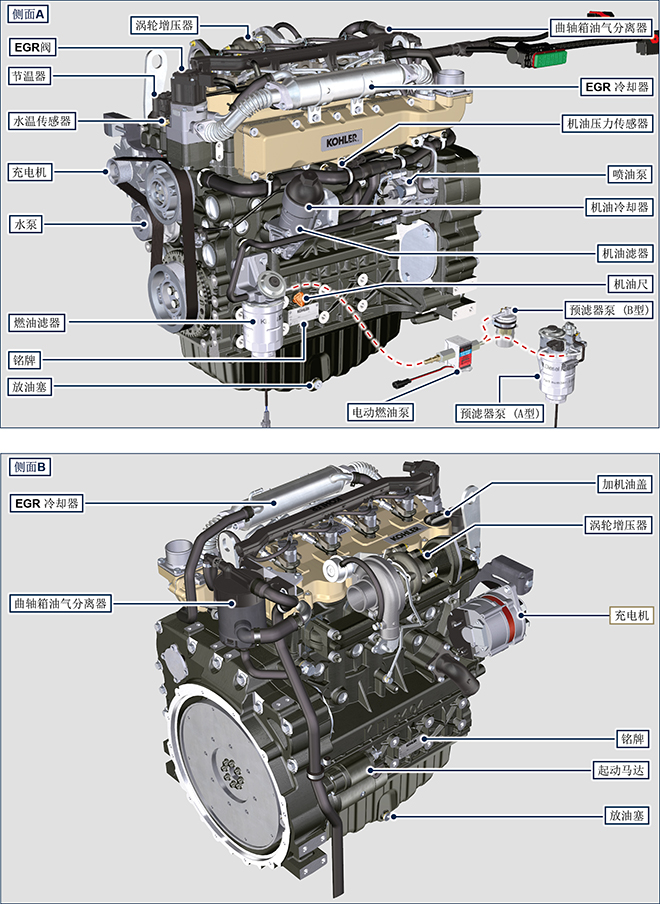 侧面A
涡轮增压器
曲轴箱油气分离器
EGR阀
节温器
EGR 冷却器
水温传感器
机油压力传感器
KOHLER
充电机
喷油泵
机油冷却器
水泵
机油滤器
机油尺
预滤器泵 (B型)
燃油滤器
KOHLER
铭牌
放油塞
电动燃油泵
预滤器泵 (A型)
侧面B
EGR 冷却器
加机油盖
涡轮增压器
KOHLER
曲轴箱油气分离器
充电机
铭牌
起动马达
放油塞